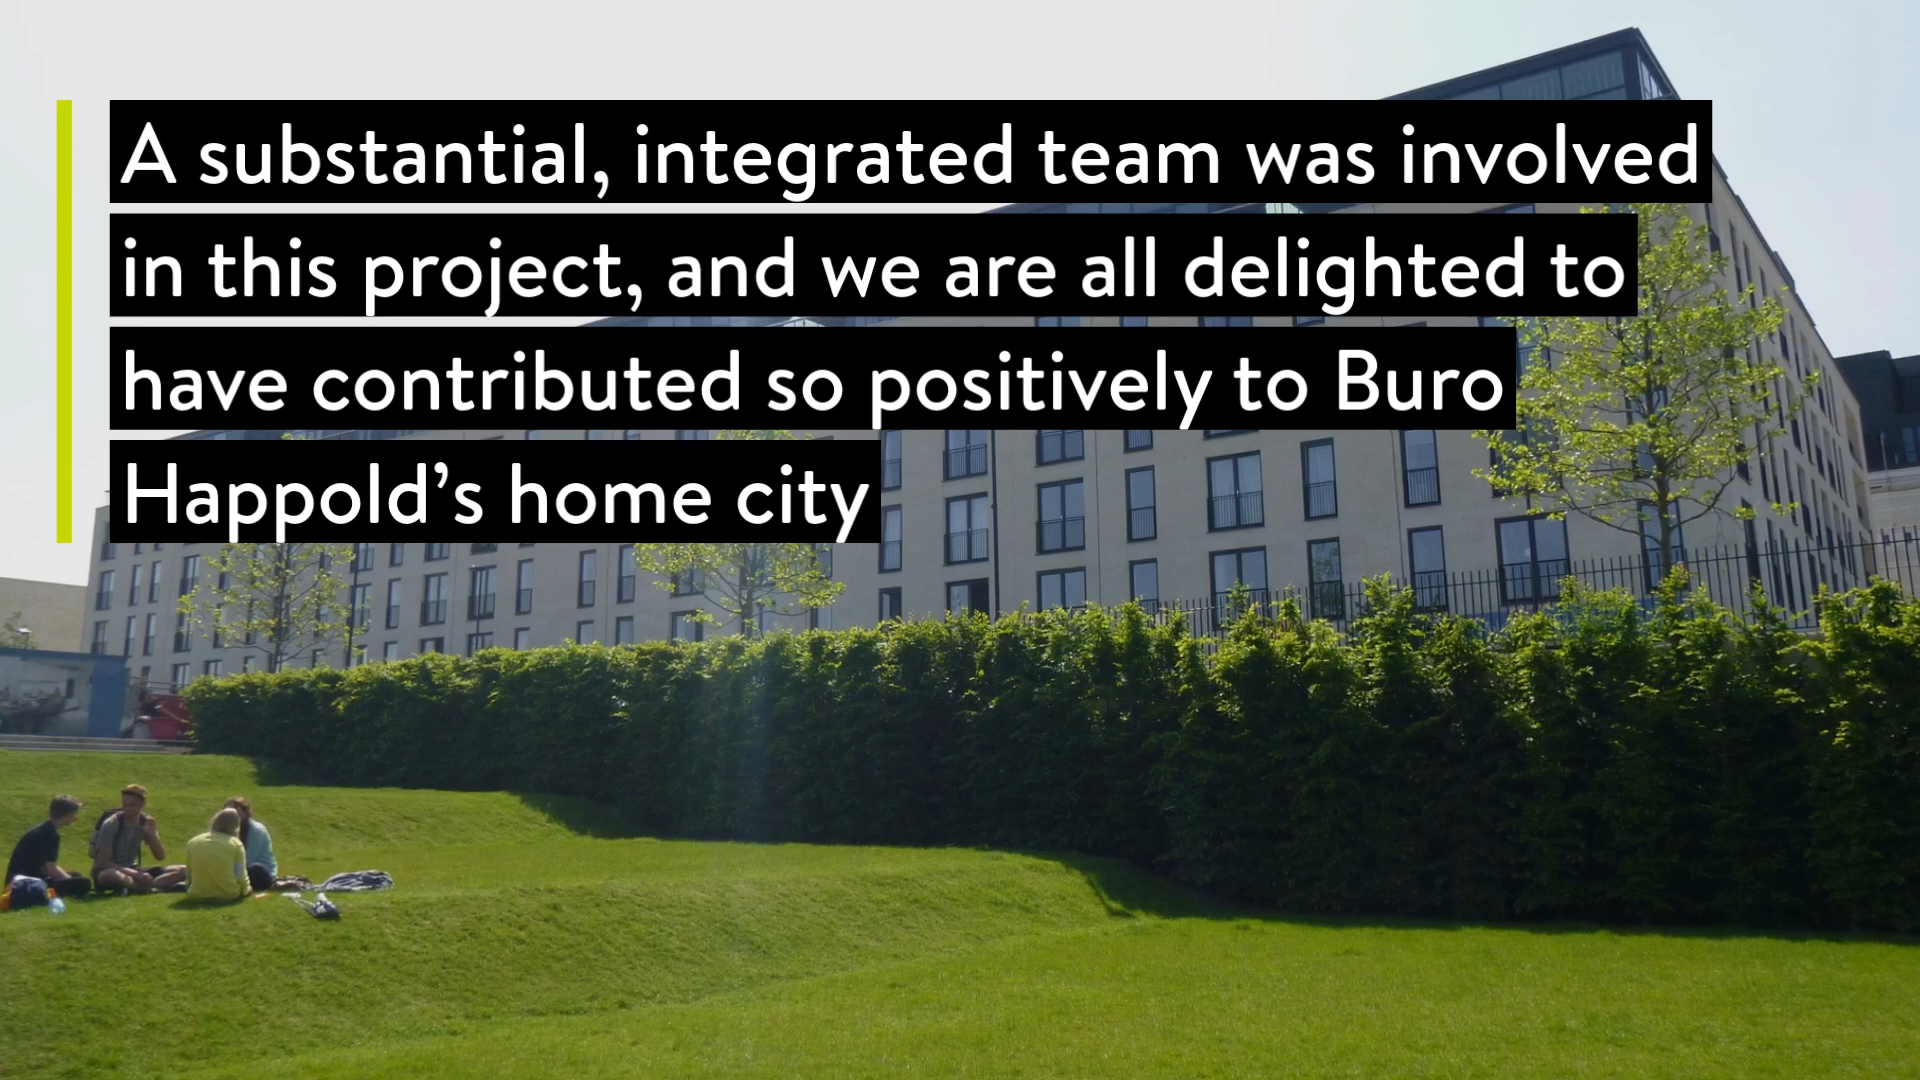 A substantial, integrated team was involved
in this project, and we are all delighted to
have contributed so positively to Buro
Happold’s home city